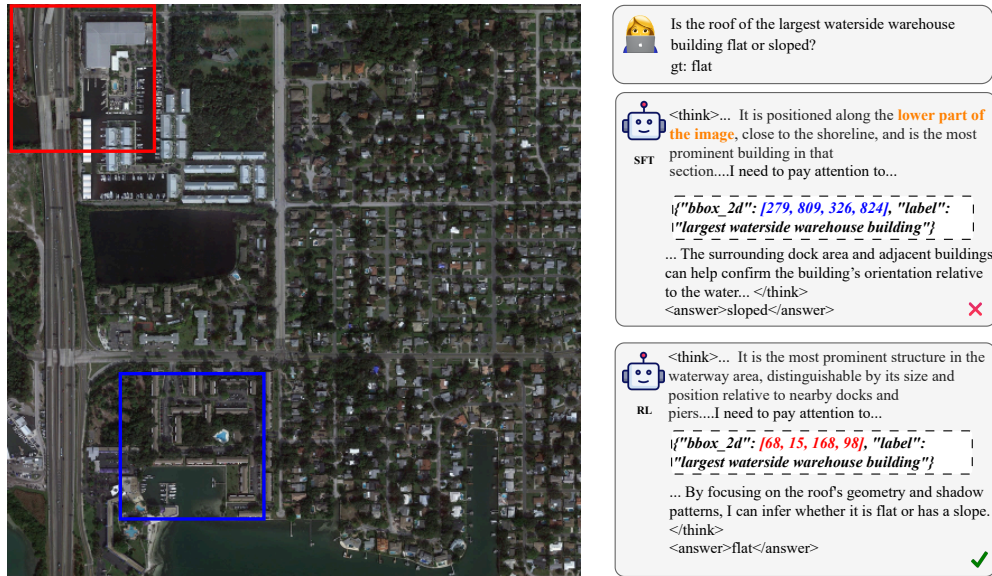 Is the roof of the largest waterside warehouse
building flat or sloped?
gt: flat
SFT
<think>... It is positioned along the lower part of
the image, close to the shoreline, and is the most
prominent building in that
section....I need to pay attention to...
{"bbox_2d": [279, 809, 326, 824], "label":
"largest waterside warehouse building"}
... The surrounding dock area and adjacent buildings
can help confirm the building's orientation relative
to the water... </think>
<answer>sloped</answer>
RL
<think>... It is the most prominent structure in the
waterway area, distinguishable by its size and
position relative to nearby docks and
piers....I need to pay attention to...
{"bbox_2d": [68, 15, 168, 98], "label":
"largest waterside warehouse building"}
... By focusing on the roof's geometry and shadow
patterns, I can infer whether it is flat or has a slope.
</think>
<answer>flat</answer>